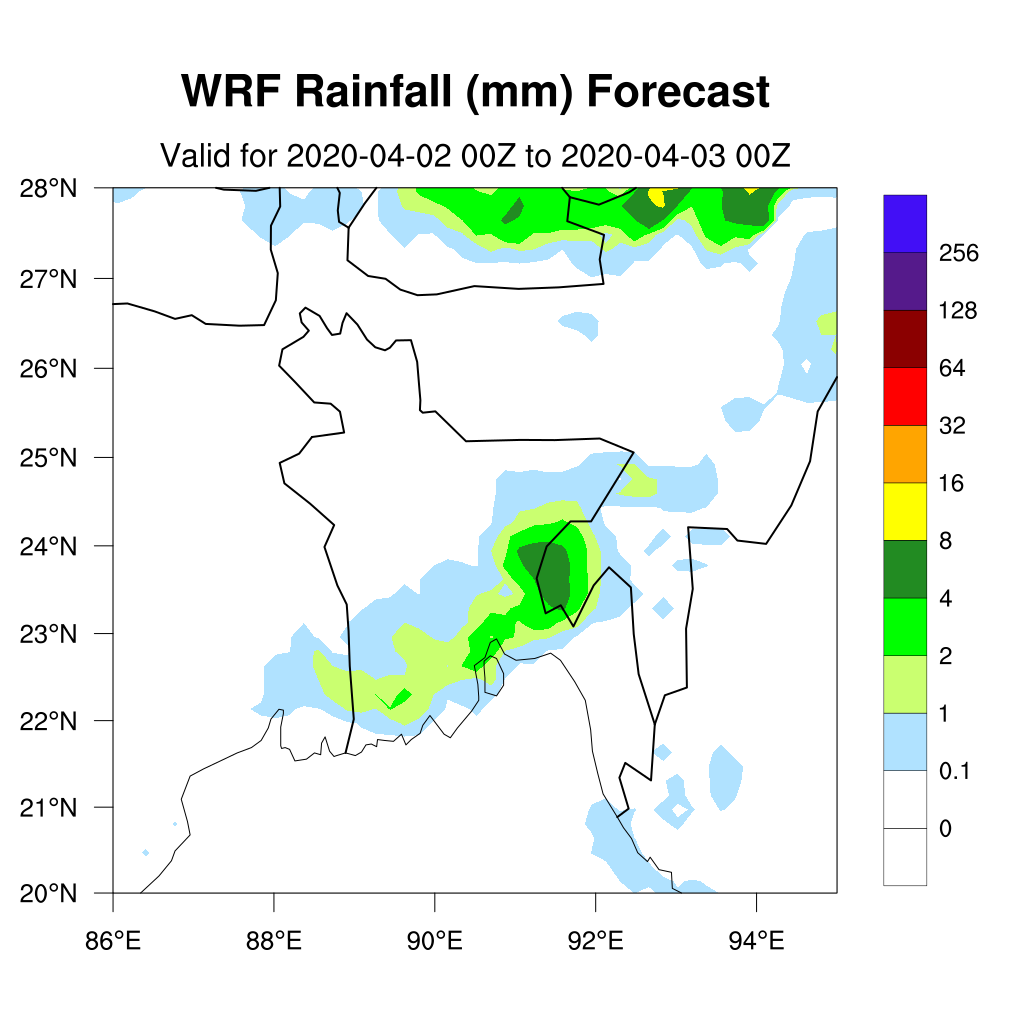 WRF Rainfall (mm) Forecast
Valid for 2020-04-02 00Z to 2020-04-03 00Z
28°N
27°N
26°N
25°N
24°N
23°N
22°N
21°N
20°N
86°E
88°E
90°E
92°E
94°E
256
128
64
32
16
8
4
2
1
0.1
0